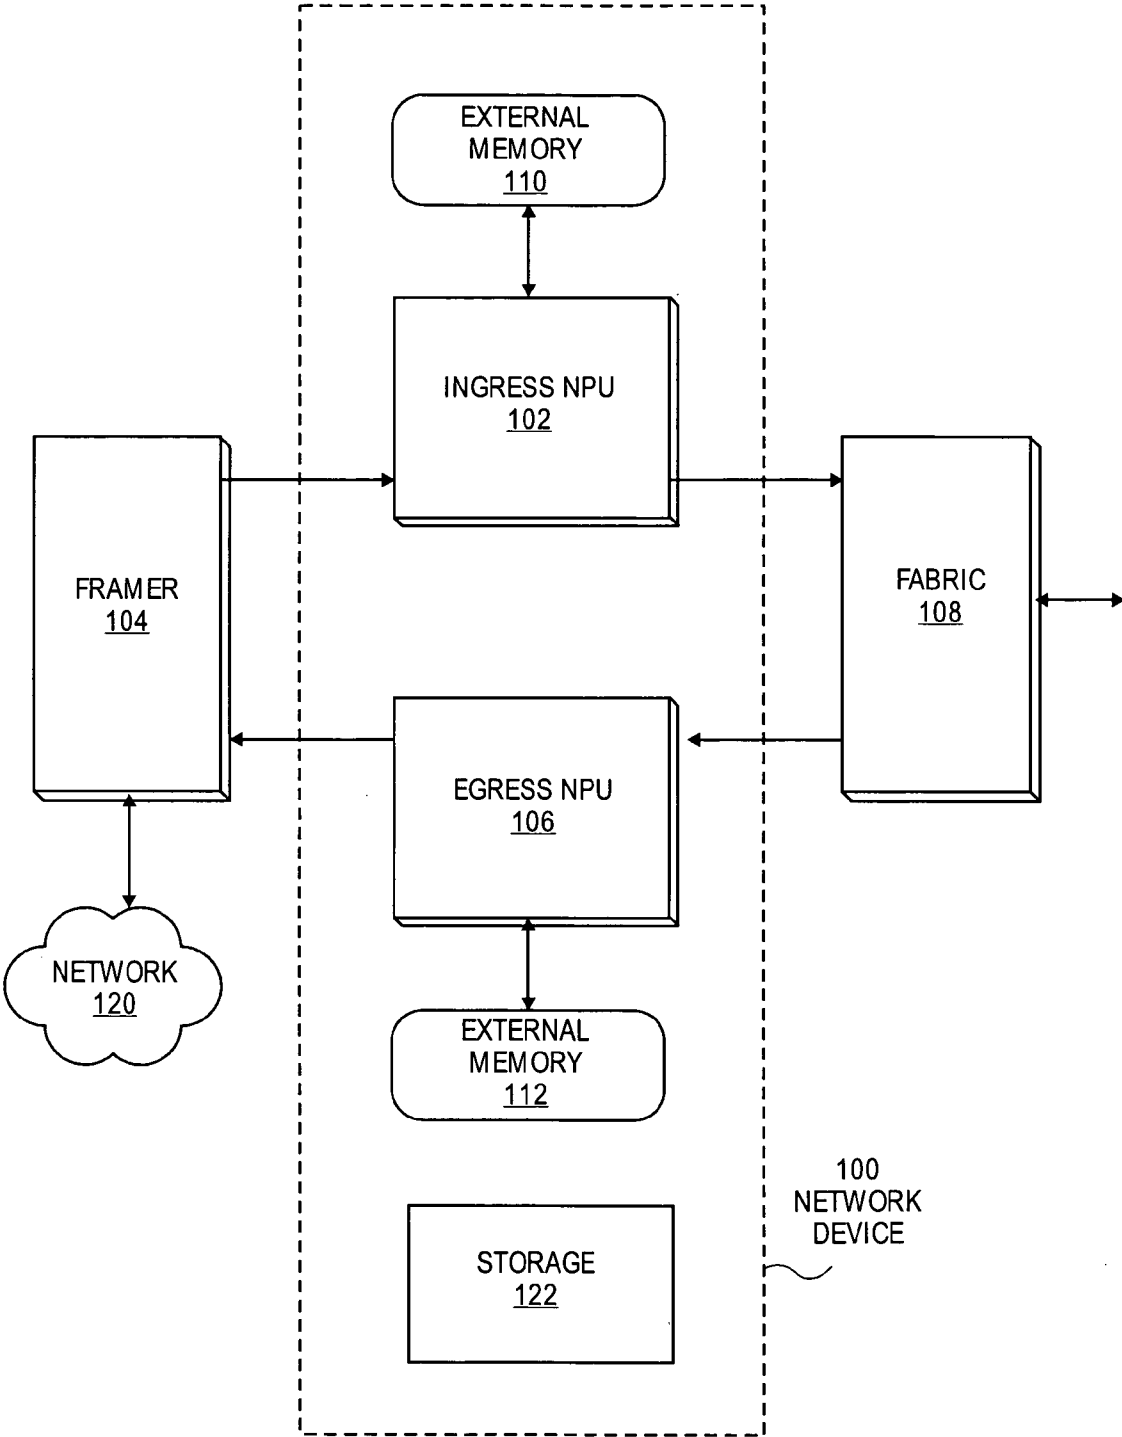 EXTERNAL
MEMORY
110
INGRESS NPU
102
FRAMER
104
FABRIC
108
EGRESS NPU
106
NETWORK
120
EXTERNAL
MEMORY
112
100
NETWORK
DEVICE
STORAGE
122